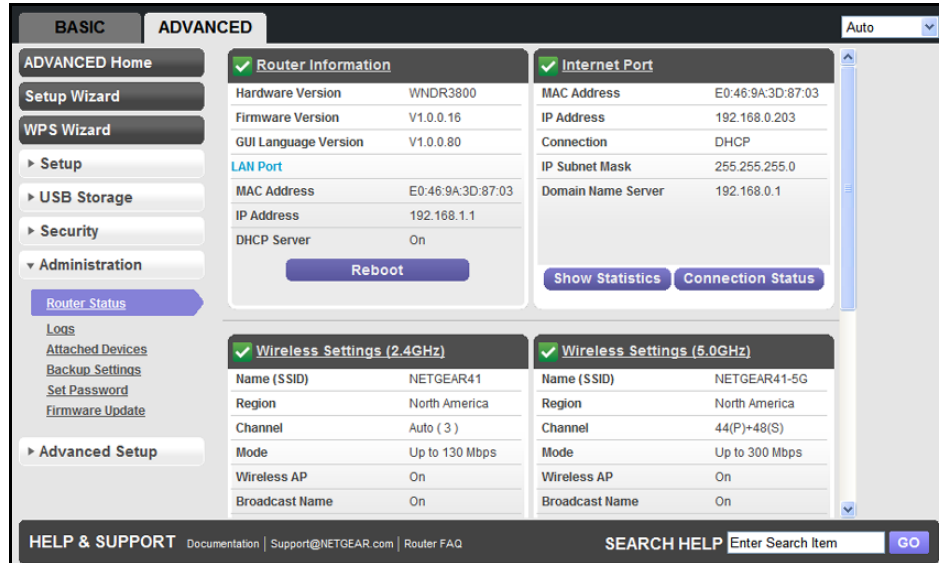 BASIC ADVANCED Auto
ADVANCED Home
Setup Wizard
WPS Wizard
Setup
USB Storage
Security
Administration
Router Status
Logs
Attached Devices
Backup Settings
Set Password
Firmware Update
Advanced Setup
Router Information
Hardware Version WNDR3800
Firmware Version V1.0.0.16
GUI Language Version V1.0.0.80
LAN Port
MAC Address E0:46:9A:3D:87:03
IP Address 192.168.1.1
DHCP Server On
Reboot
Internet Port
MAC Address E0:46:9A:3D:87:03
IP Address 192.168.0.203
Connection DHCP
IP Subnet Mask 255.255.255.0
Domain Name Server 192.168.0.1
Show Statistics Connection Status
Wireless Settings (2.4GHz)
Name (SSID) NETGEAR41
Region North America
Channel Auto ( 3 )
Mode Up to 130 Mbps
Wireless AP On
Broadcast Name On
Wireless Settings (5.0GHz)
Name (SSID) NETGEAR41-5G
Region North America
Channel 44(P)+48(S)
Mode Up to 300 Mbps
Wireless AP On
Broadcast Name On
HELP & SUPPORT Documentation | Support@NETGEAR.com | Router FAQ SEARCH HELP Enter Search Item GO